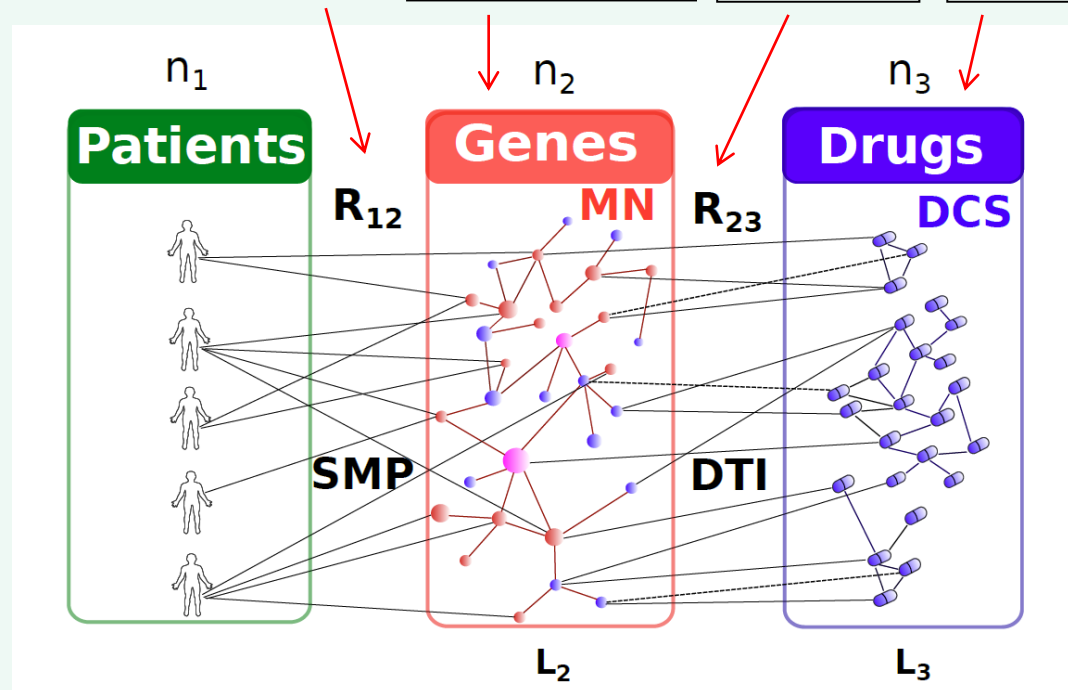 n₁
n₂
n₃
Patients
Genes
Drugs
R₁₂
MN
R₂₃
DCS
SMP
DTI
L₂
L₃